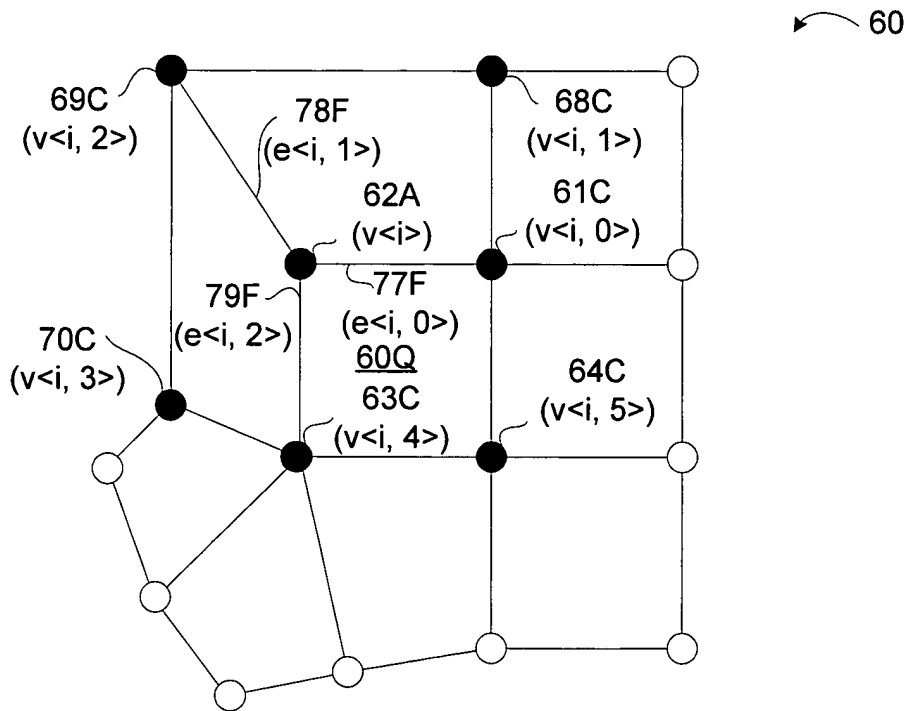 60
69C
(v<i, 2>)
78F
(e<i, 1>)
68C
(v<i, 1>)
62A
(v<i>)
61C
(v<i, 0>)
79F
(e<i, 2>)
77F
(e<i, 0>)
60Q
70C
(v<i, 3>)
63C
(v<i, 4>)
64C
(v<i, 5>)